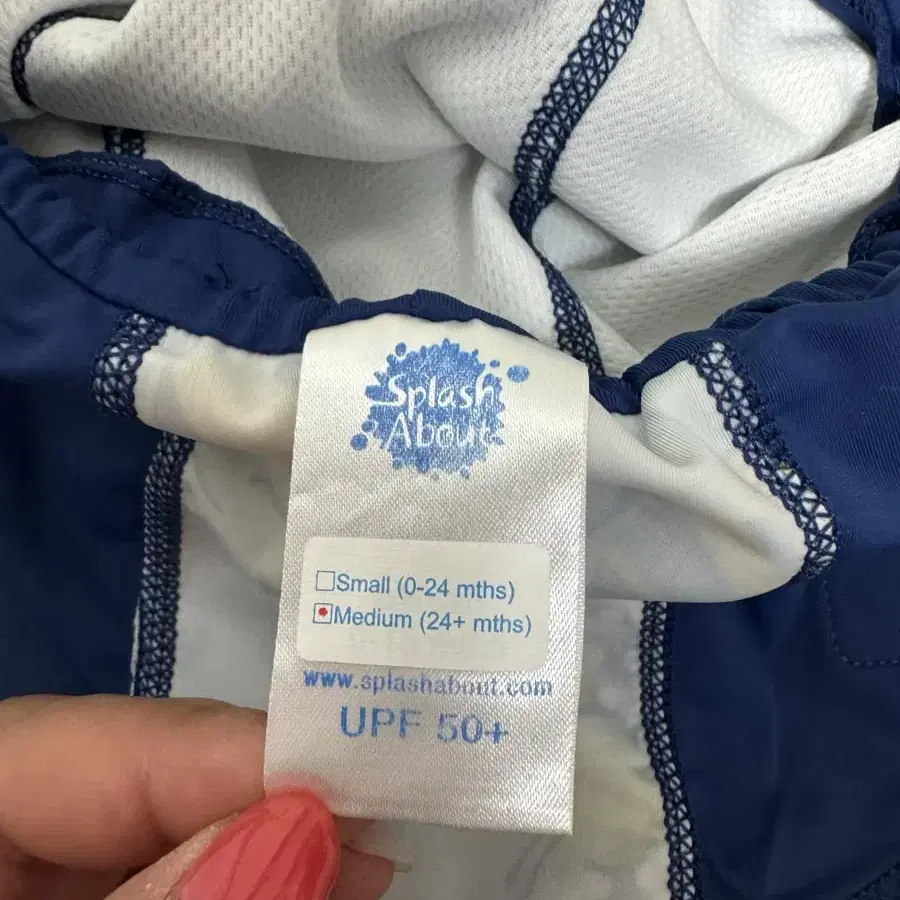 Splash
About
Small (0-24 mths)
Medium (24+ mths)
www.splashabout.com
UPF 50+